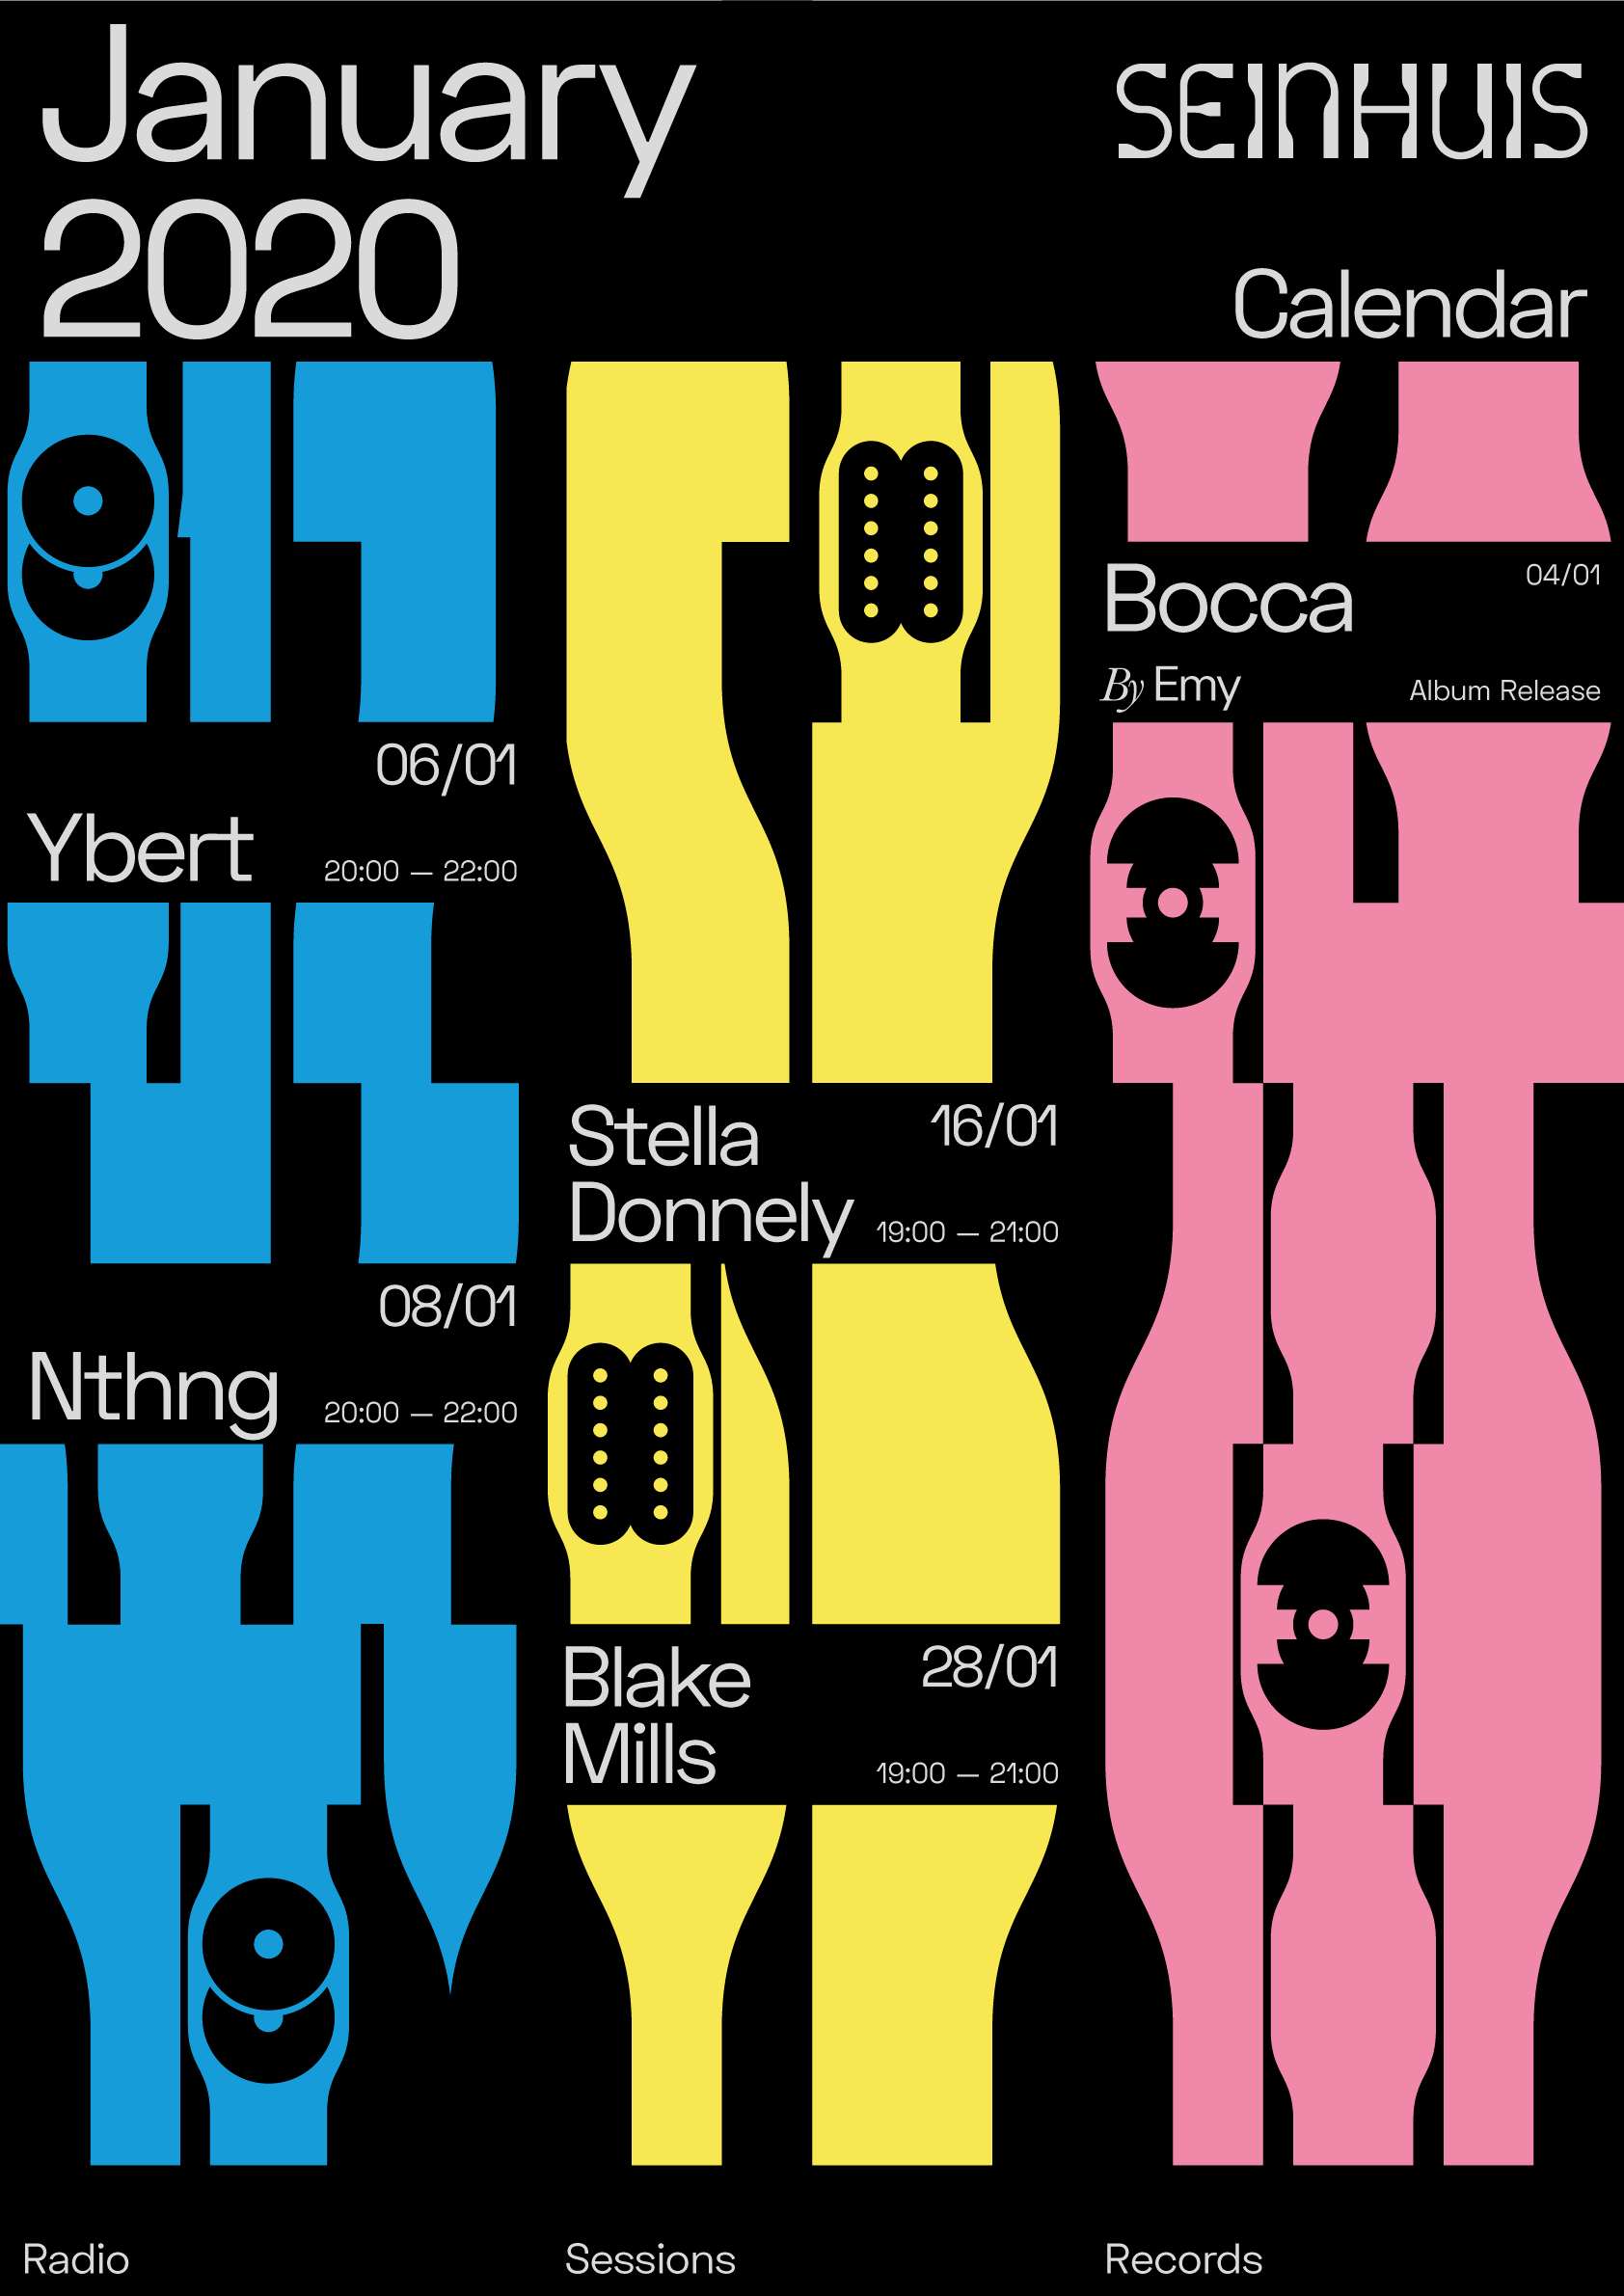 January
2020
SEINHUIS
Calendar
06/01
Ybert
20:00 — 22:00
08/01
Nthng
20:00 — 22:00
Radio
Stella
Donnely
16/01
19:00 — 21:00
Blake
Mills
28/01
19:00 — 21:00
Sessions
Bocca
04/01
By Emy
Album Release
Records